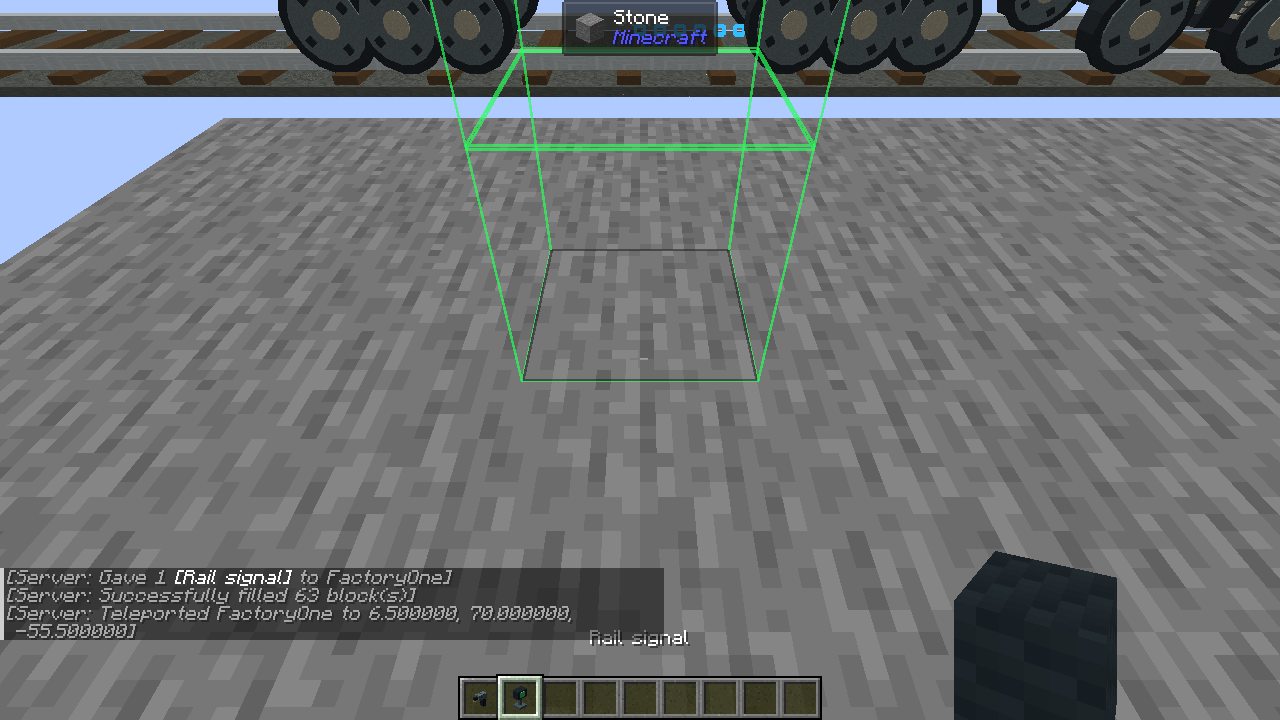 Stone
Minecraft
[Server: Gave 1 [Rail signal] to FactoryOne]
[Server: Successfully filled 63 block(s)]
[Server: Teleported FactoryOne to 6.500000, 70.000000,
-55.500000]
Rail signal